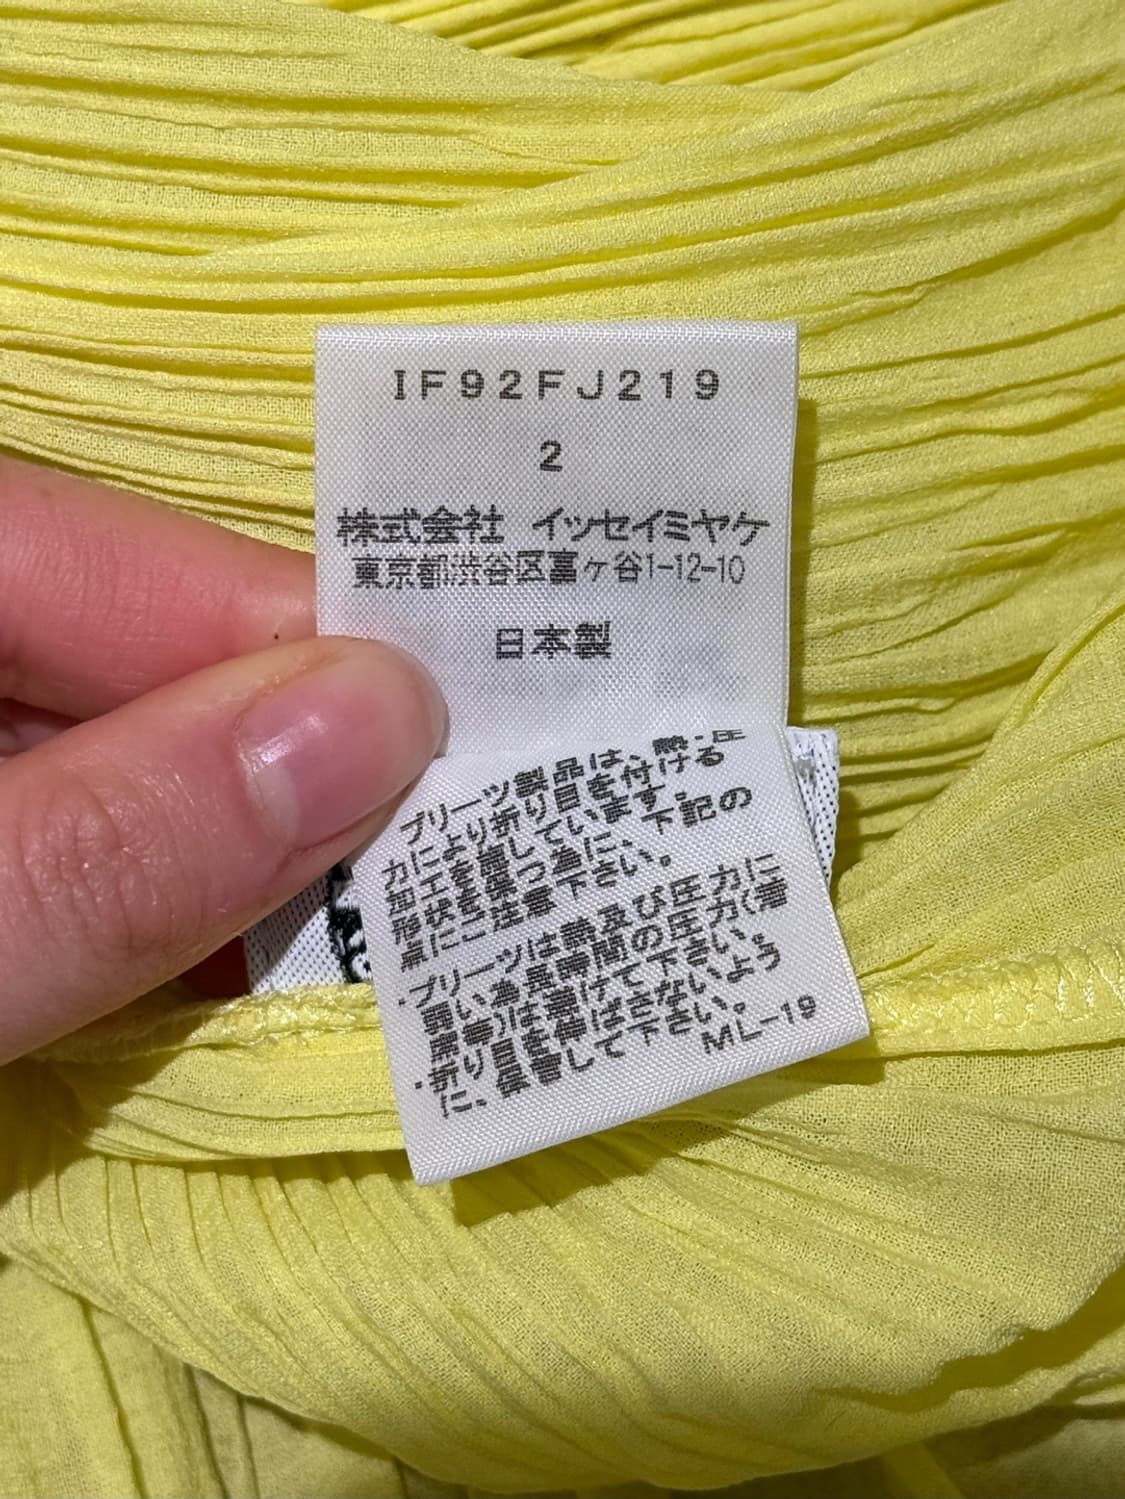 IF92FJ219
2
株式会社 イッセイミヤケ
東京都渋谷区富ヶ谷1-12-10
日本製
プリーツ製品は、熱・圧
力により折り目を付ける
加工を施しています。
形状を保つ為に、下記の
点にご注意下さい。
・プリーツは熱及び圧力に
弱い為長時間の圧力(着
席等)は避けて下さい。
・折り目を伸ばさないよう
に、保管して下さい。
ML-19